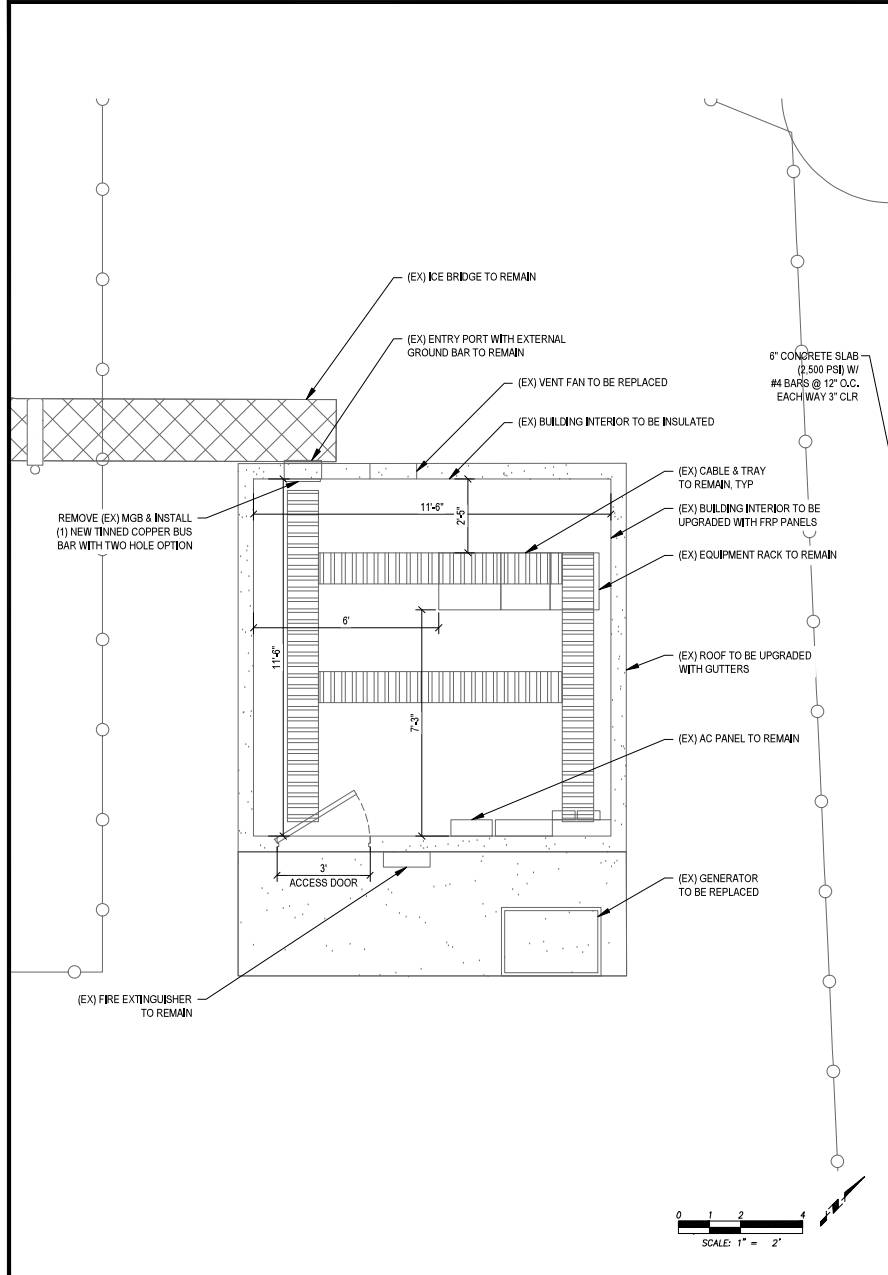 (EX) ICE BRIDGE TO REMAIN
(EX) ENTRY PORT WITH EXTERNAL
GROUND BAR TO REMAIN
6" CONCRETE SLAB
(2,500 PSI) W/
#4 BARS @ 12" O.C.
EACH WAY 3" CLR
(EX) VENT FAN TO BE REPLACED
(EX) BUILDING INTERIOR TO BE INSULATED
(EX) CABLE & TRAY
TO REMAIN, TYP
REMOVE (EX) MGB & INSTALL
(1) NEW TINNED COPPER BUS
BAR WITH TWO HOLE OPTION
11'-6"
2'-5"
(EX) BUILDING INTERIOR TO BE
UPGRADED WITH FRP PANELS
(EX) EQUIPMENT RACK TO REMAIN
6'
11'-6"
7'-3"
(EX) ROOF TO BE UPGRADED
WITH GUTTERS
(EX) AC PANEL TO REMAIN
3'
ACCESS DOOR
(EX) GENERATOR
TO BE REPLACED
(EX) FIRE EXTINGUISHER
TO REMAIN
0 1 2 4
SCALE: 1" = 2'